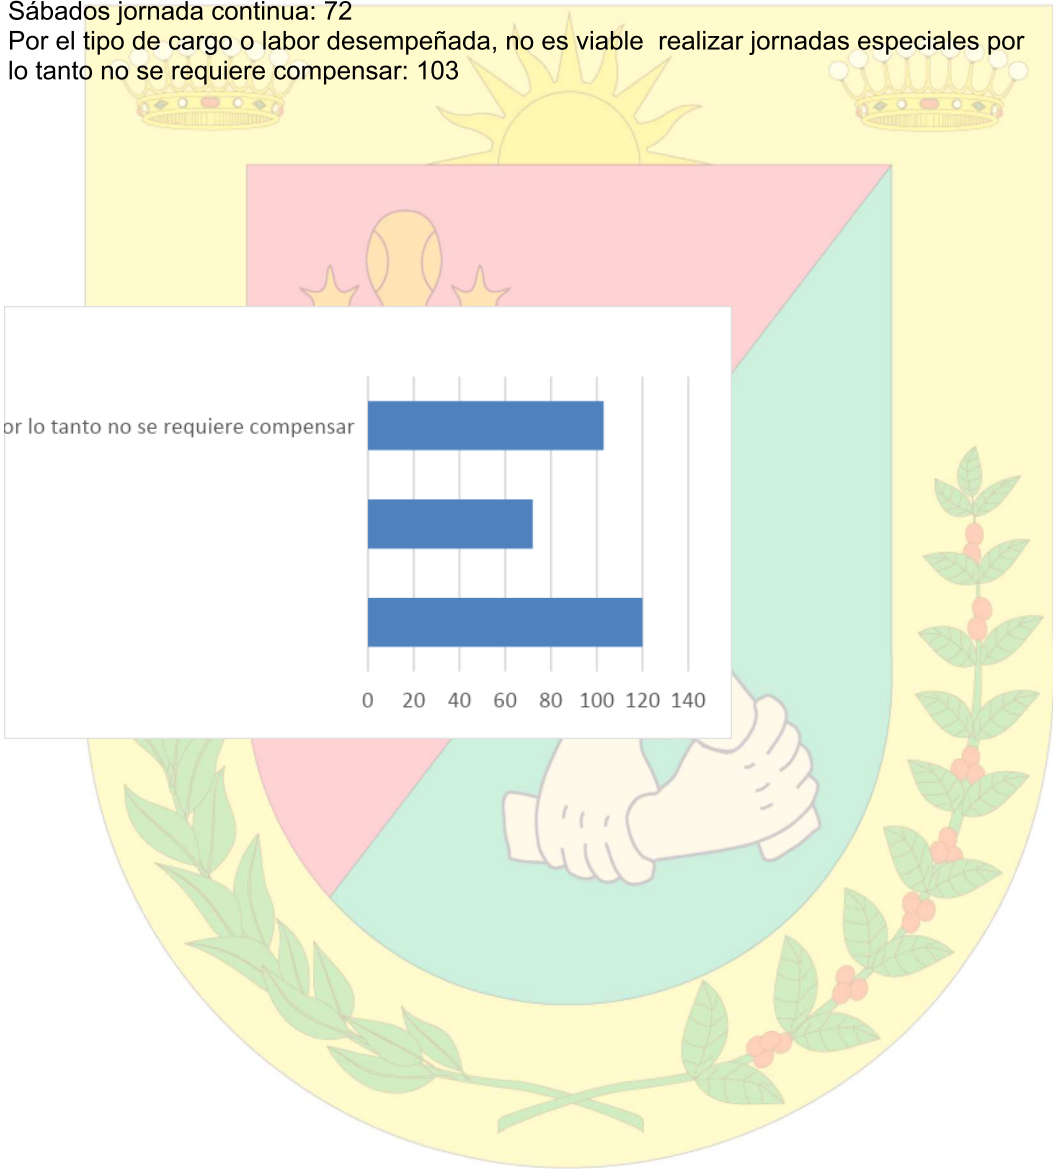 Sábados jornada continua: 72
Por el tipo de cargo o labor desempeñada, no es viable  realizar jornadas especiales por
lo tanto no se requiere compensar: 103
or lo tanto no se requiere compensar
0 20 40 60 80 100 120 140